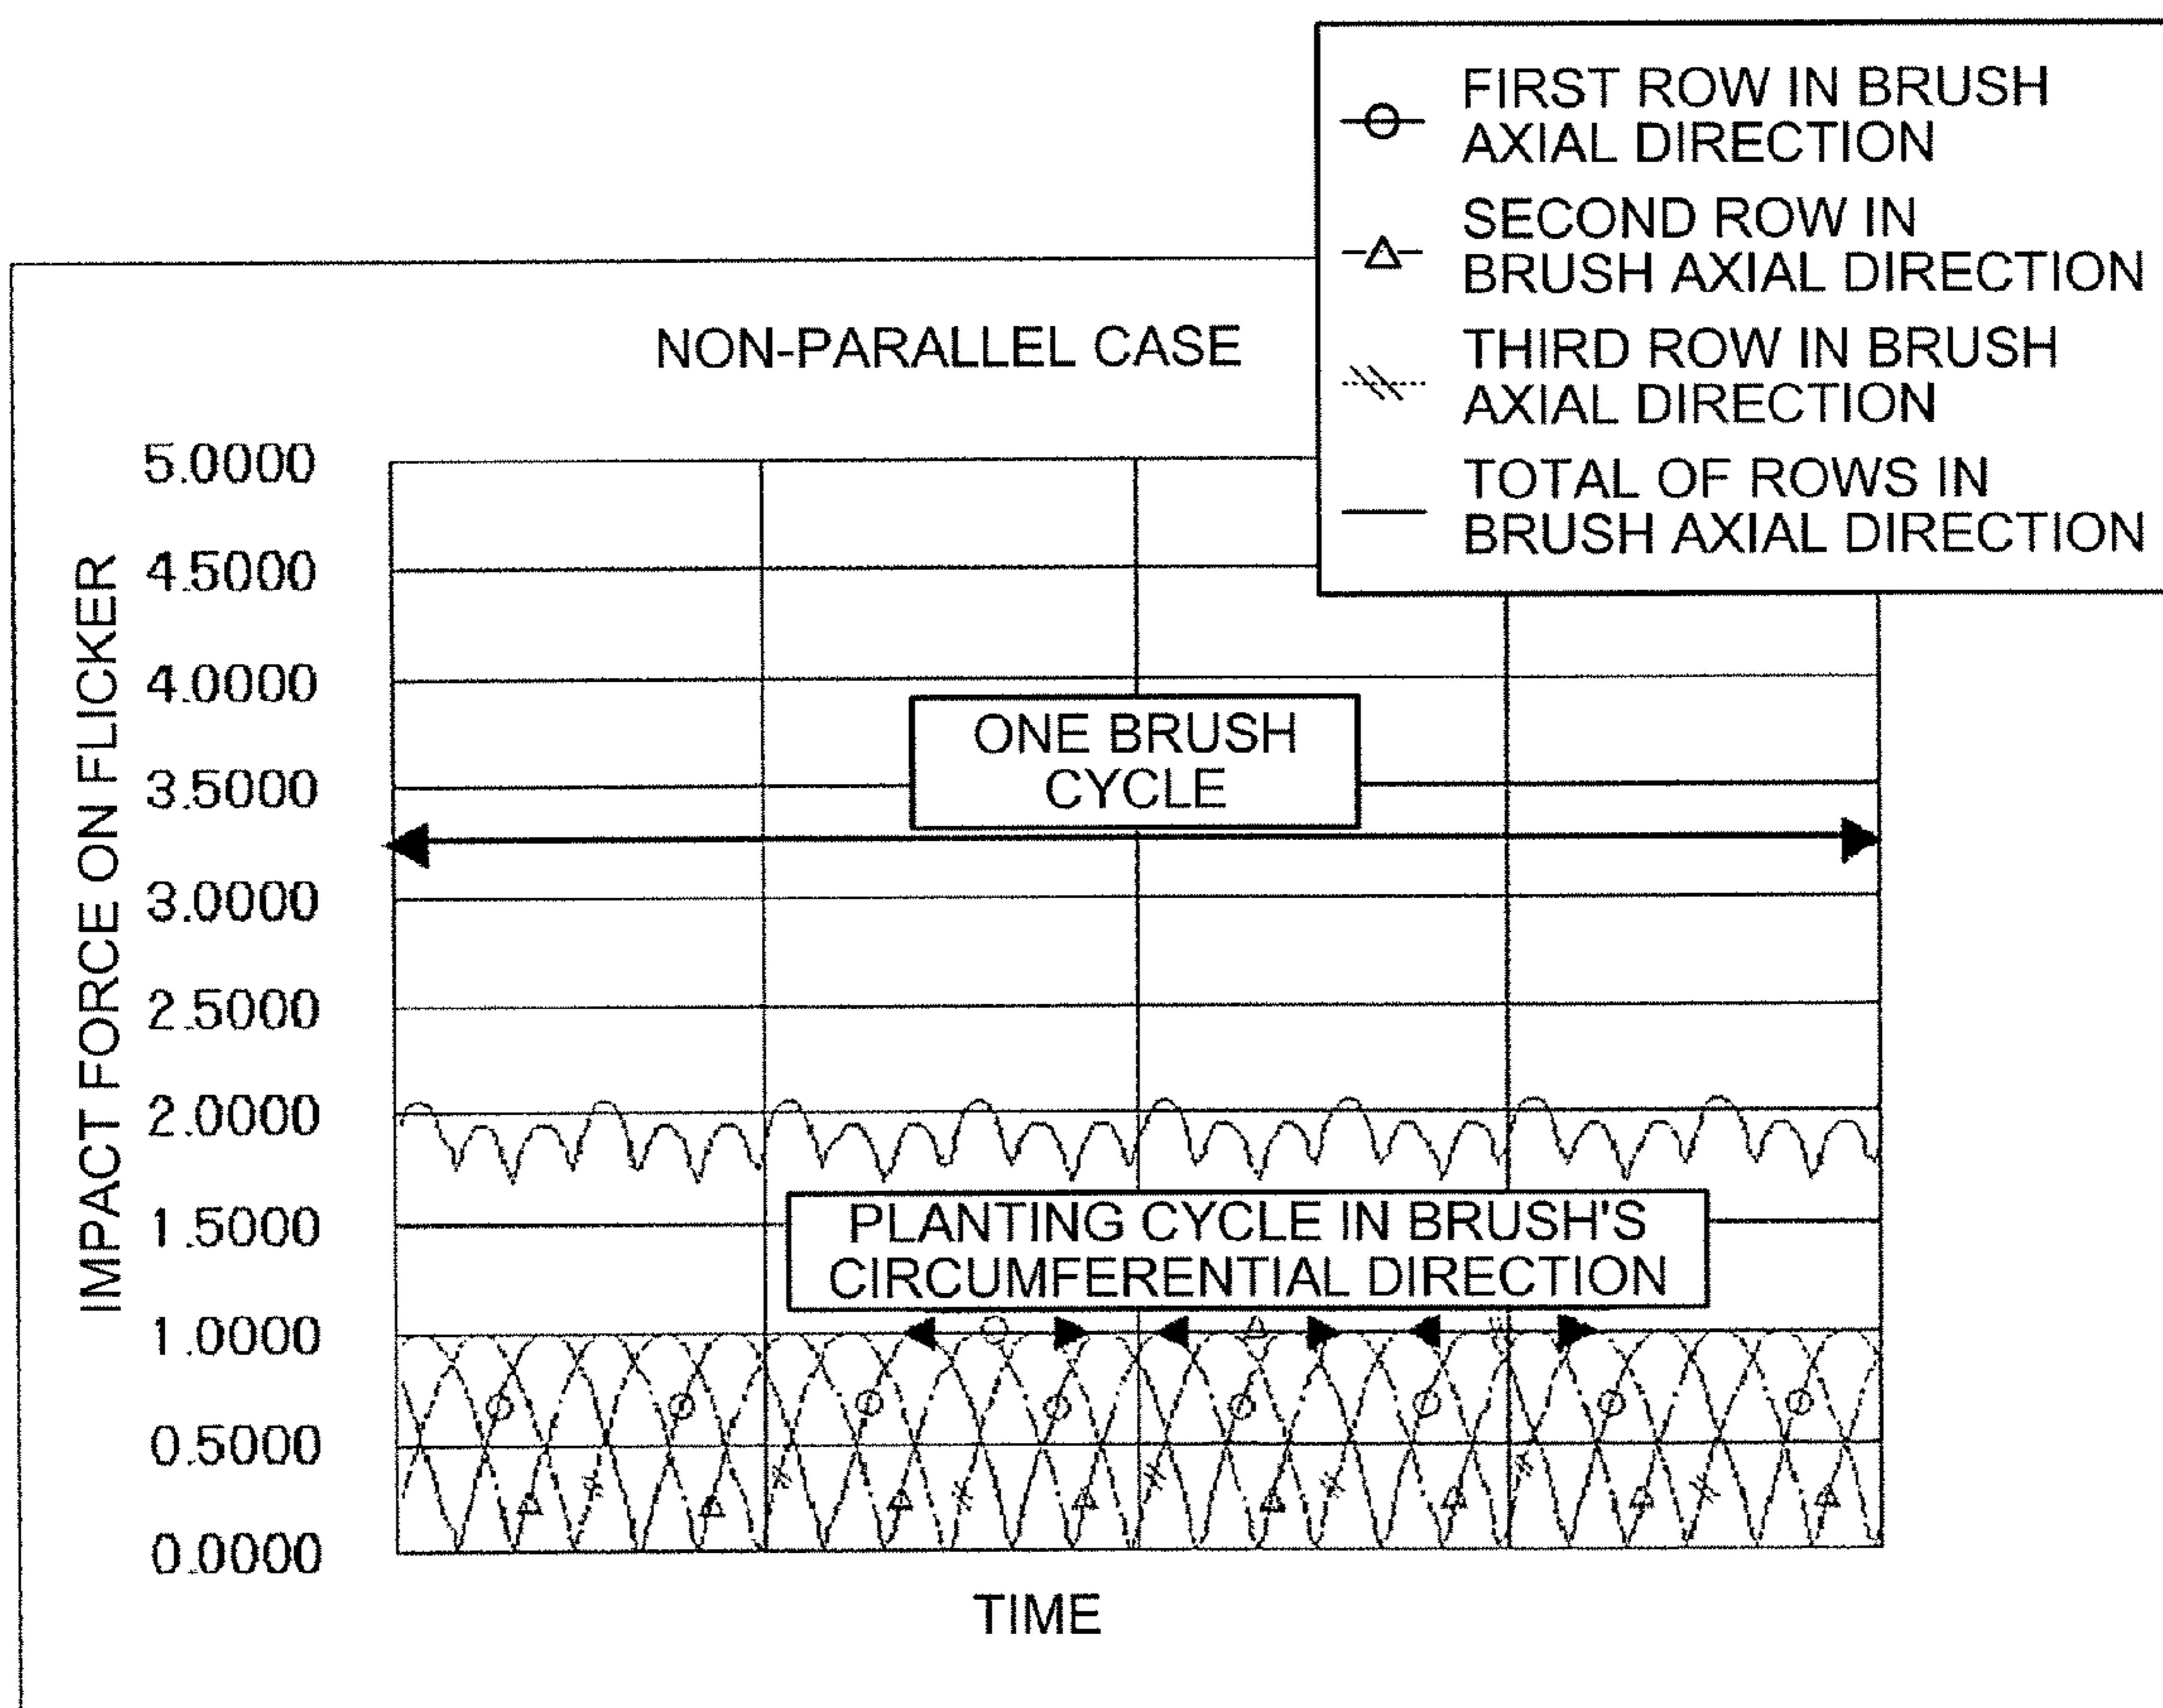 FIRST ROW IN BRUSH
AXIAL DIRECTION
SECOND ROW IN
BRUSH AXIAL DIRECTION
THIRD ROW IN BRUSH
AXIAL DIRECTION
TOTAL OF ROWS IN
BRUSH AXIAL DIRECTION
NON-PARALLEL CASE
IMPACT FORCE ON FLICKER
5.0000
4.5000
4.0000
3.5000
3.0000
2.5000
2.0000
1.5000
1.0000
0.5000
0.0000
ONE BRUSH
CYCLE
PLANTING CYCLE IN BRUSH'S
CIRCUMFERENTIAL DIRECTION
TIME